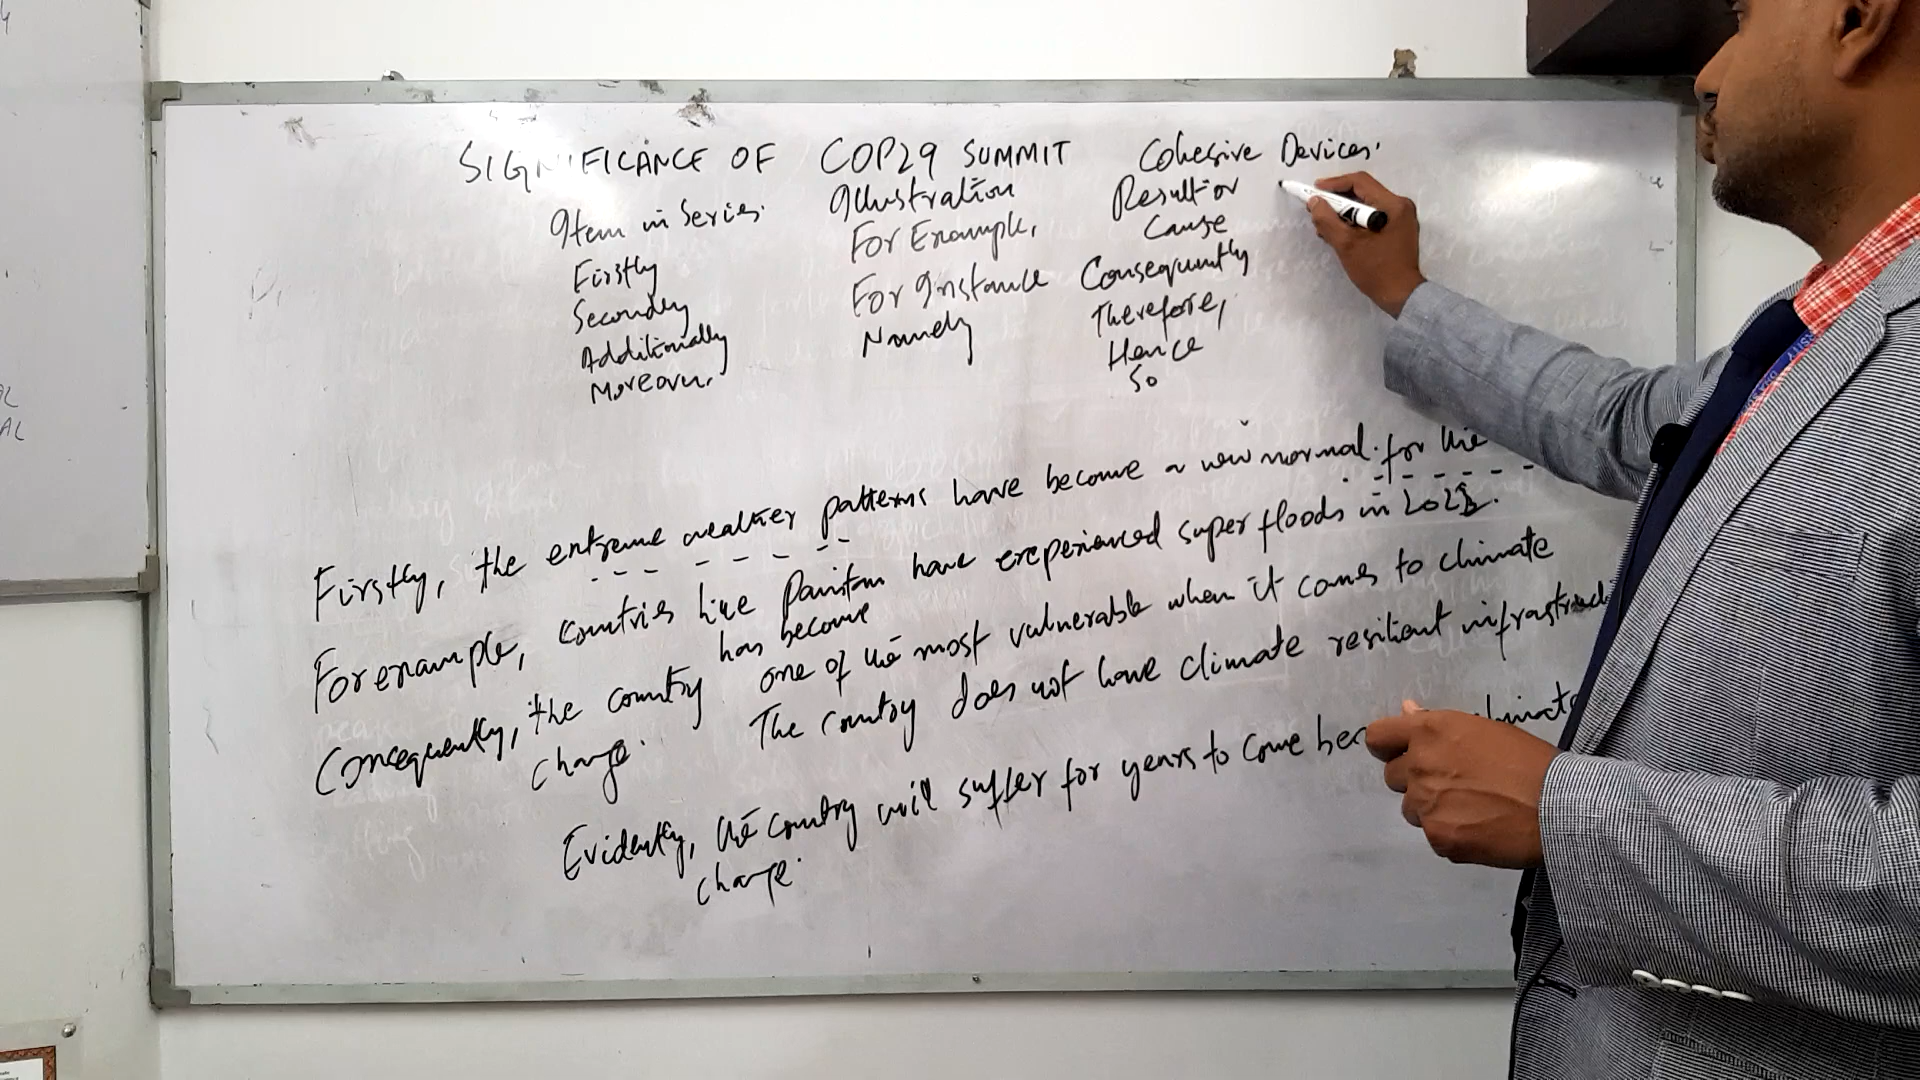 SIGNIFICANCE OF COP29 SUMMIT
Cohesive Devices.
Item in Series.
Firstly
Secondly
Additionally
Moreover,
Illustration
For Example,
For Instance
Namely
Result or
Cause
Consequently
Therefore,
Hence
So
Firstly, the extreme weather patterns have become a new normal. for the
For example, countries like have experienced super floods in
has become
Consequently, the country one of the most vulnerable when it comes to climate
change. The country does not have climate resilient
Evidently, the country will suffer for years to come climate
change.